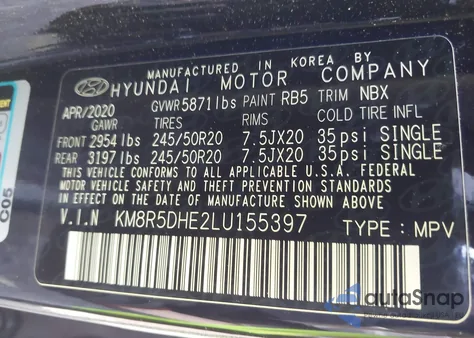 MANUFACTURED IN KOREA BY
HYUNDAI MOTOR COMPANY
APR/2020 GVWR 5871 lbs PAINT RB5 TRIM NBX
GAWR TIRES RIMS COLD TIRE INFL
FRONT 2954 lbs 245/50R20 7.5JX20 35 psi SINGLE
REAR 3197 lbs 245/50R20 7.5JX20 35 psi SINGLE
THIS VEHICLE CONFORMS TO ALL APPLICABLE U.S.A. FEDERAL
MOTOR VEHICLE SAFETY AND THEFT PREVENTION STANDARDS
IN EFFECT ON THE DATE OF MANUFACTURE SHOWN ABOVE.
V.I.N KM8R5DHE2LU155397 TYPE : MPV
C05
autoSnap